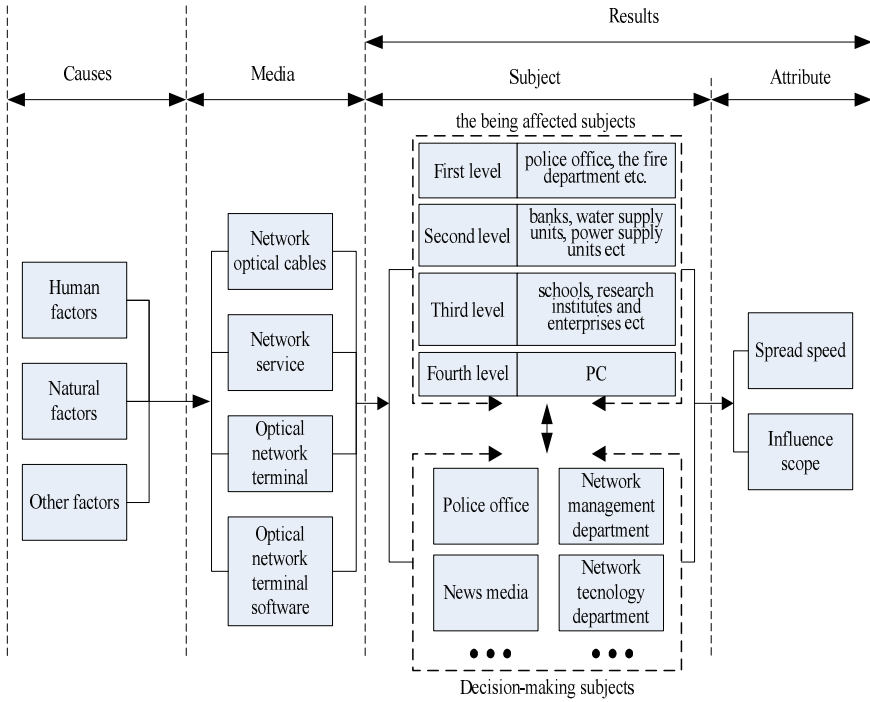 Results
Causes
Media
Subject
Attribute
the being affected subjects
First level
police office, the fire
department etc.
Second level
banks, water supply
units, power supply
units ect
Third level
schools, research
institutes and
enterprises ect
Fourth level
PC
Human
factors
Natural
factors
Other factors
Network
optical cables
Network
service
Optical
network
terminal
Optical
network
terminal
software
Police office
Network
management
department
News media
Network
tecnology
department
Decision-making subjects
Spread speed
Influence
scope